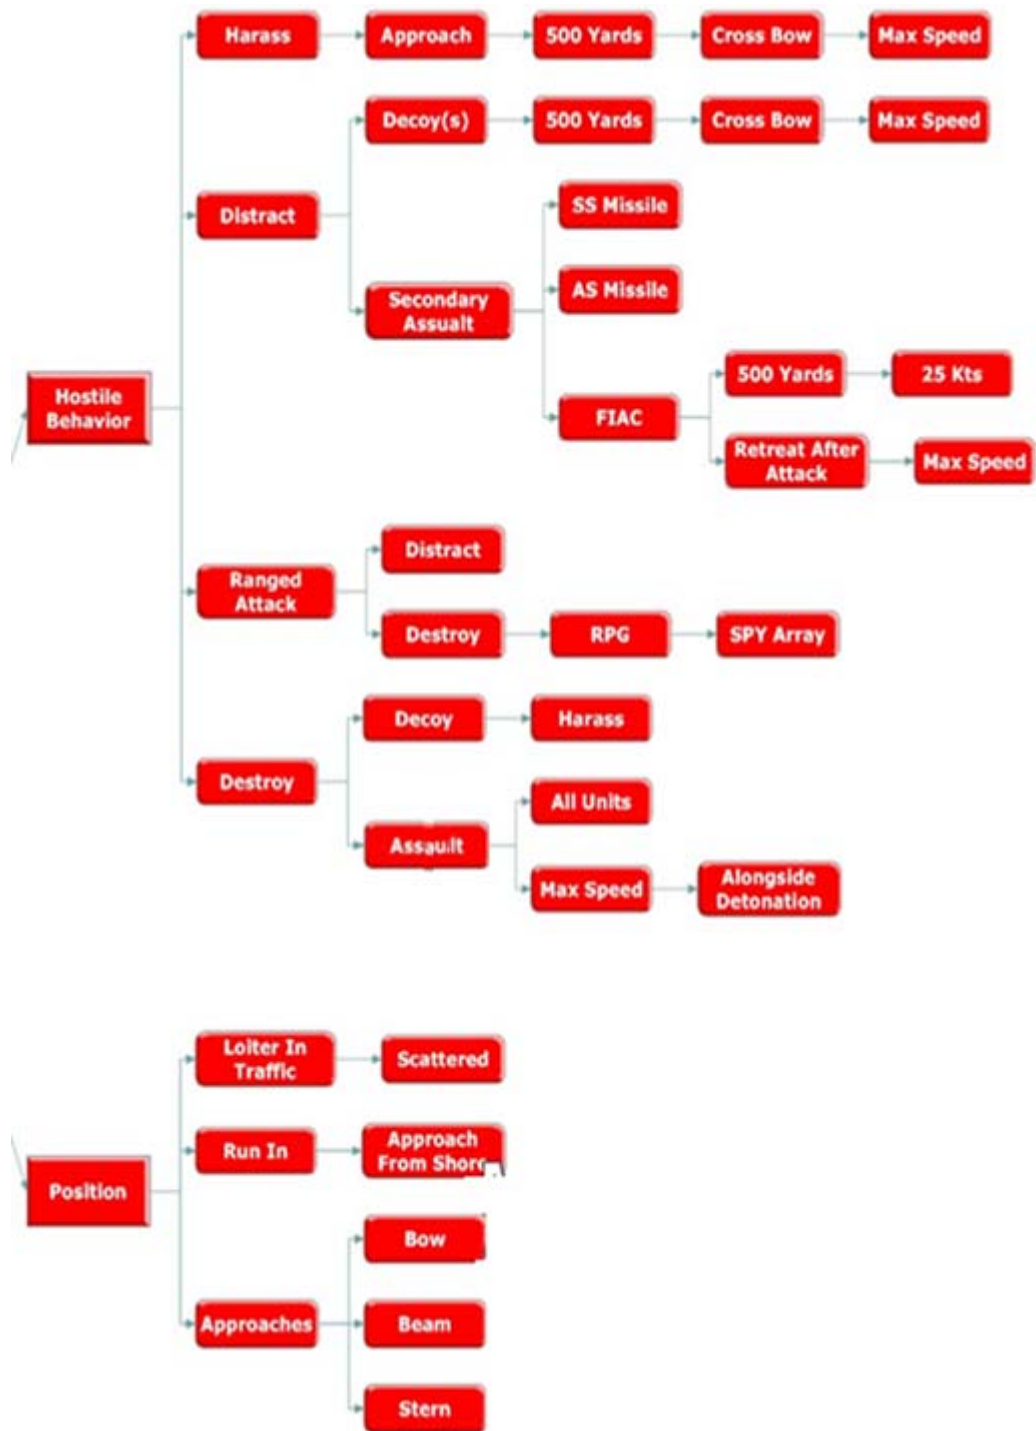 Harass
Approach
500 Yards
Cross Bow
Max Speed
Decoy(s)
500 Yards
Cross Bow
Max Speed
Distract
SS Missile
AS Missile
Secondary
Assualt
Hostile
Behavior
500 Yards
25 Kts
FIAC
Retreat After
Attack
Max Speed
Distract
Ranged
Attack
Destroy
RPG
SPY Array
Decoy
Harass
Destroy
All Units
Assault
Max Speed
Alongside
Detonation
Loiter In
Traffic
Scattered
Run In
Approach
From Shore
Position
Bow
Approaches
Beam
Stern